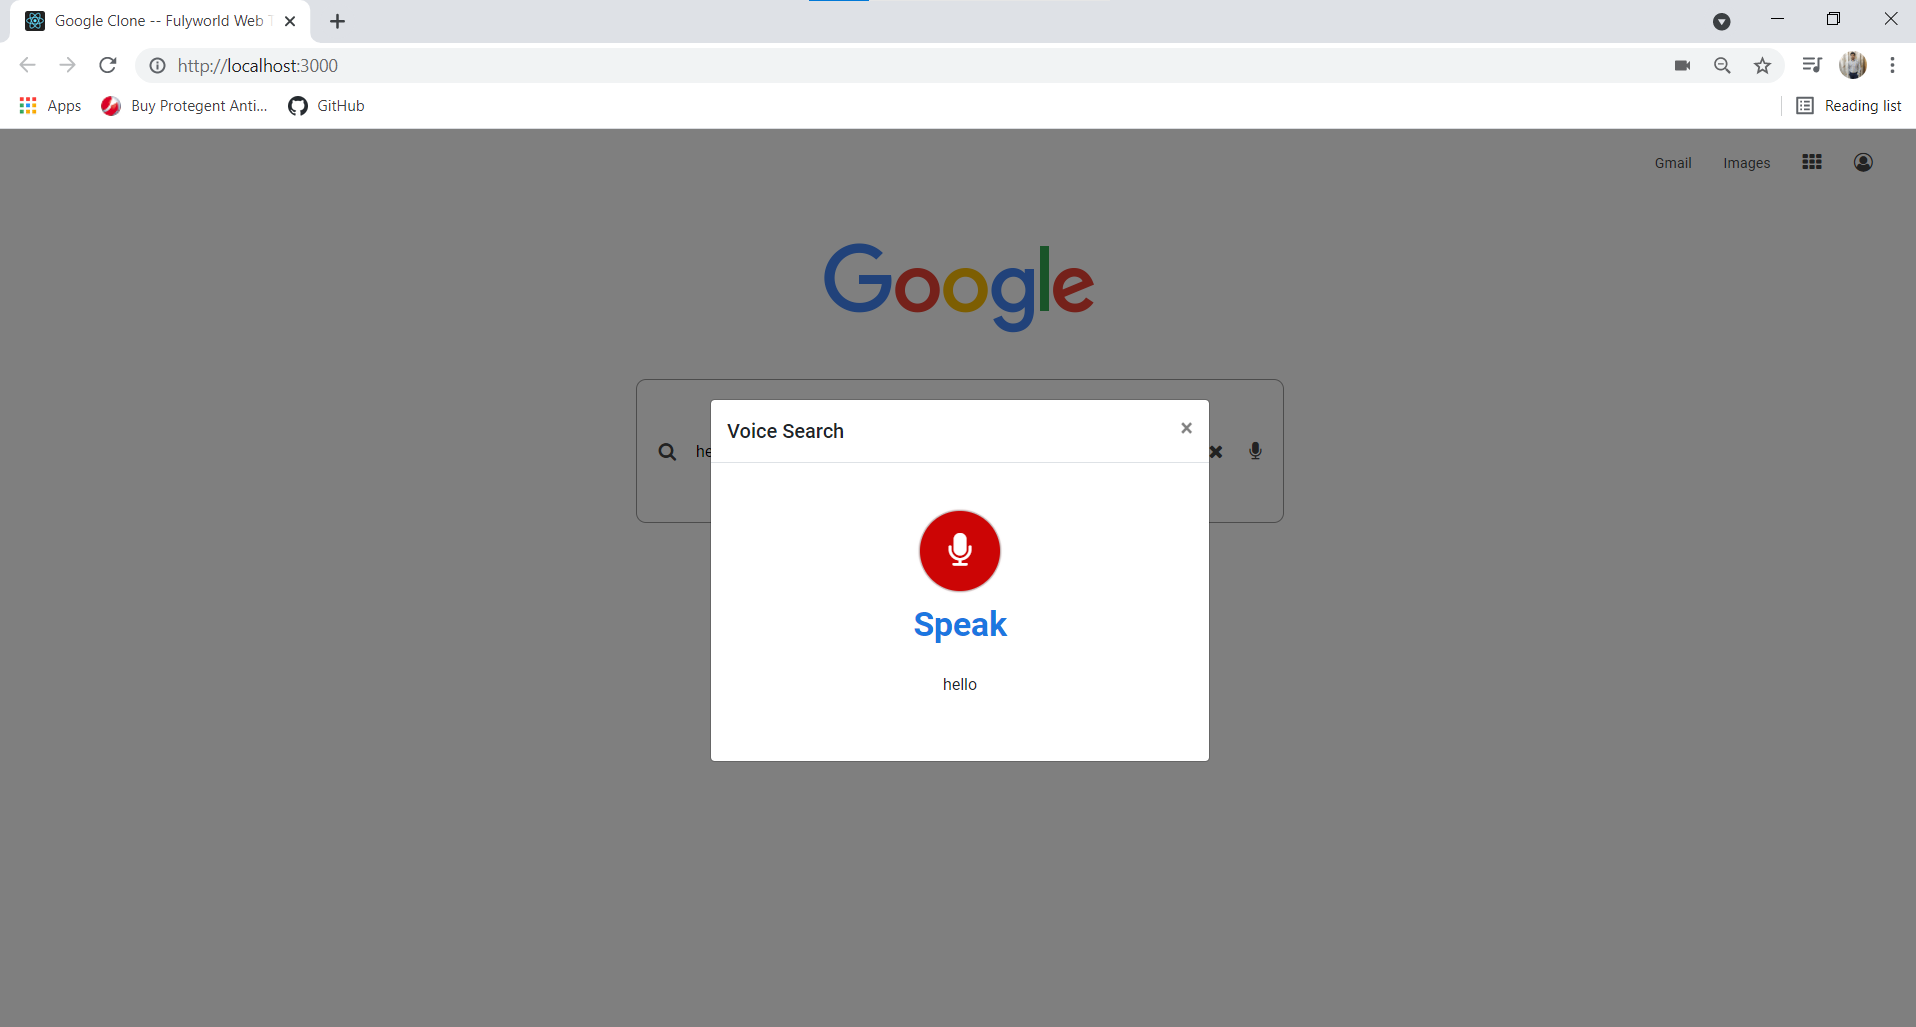 Google Clone -- Fulyworld Web
http://localhost:3000
Apps Buy Protegent Anti... GitHub Reading list
Gmail Images
Google
Voice Search
he
Speak
hello